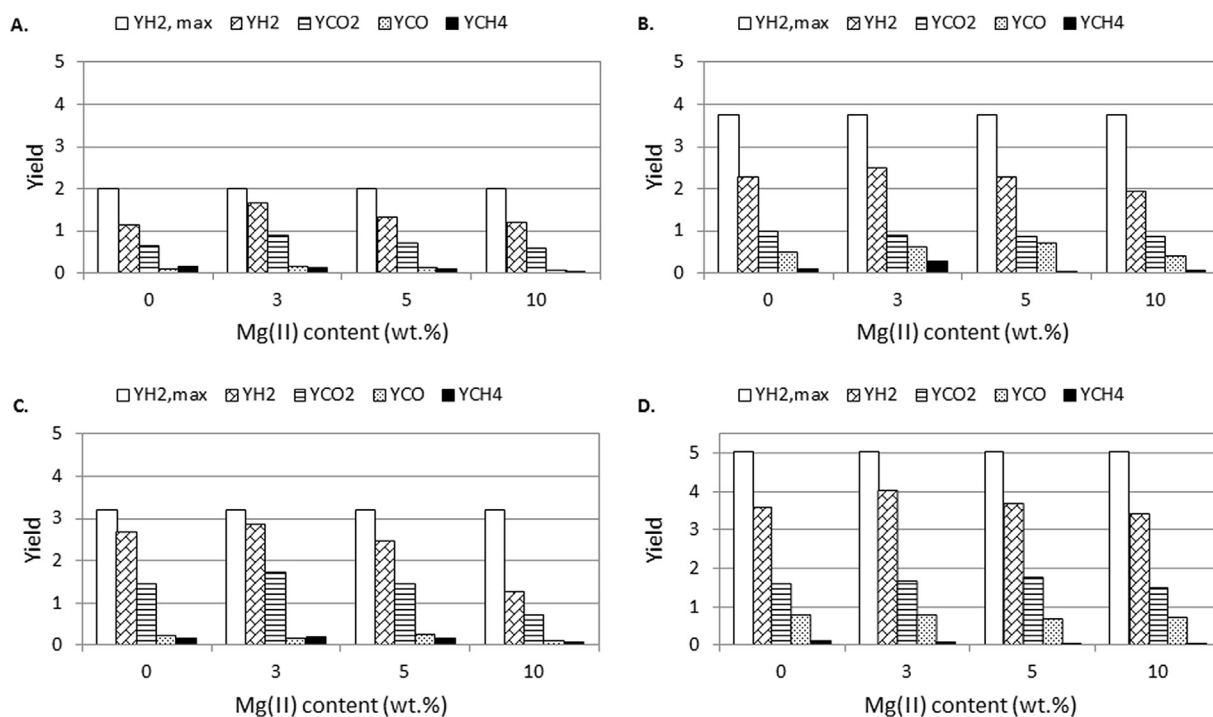 A.
YH2, max YH2 YCO2 YCO YCH4
5
4
3
2
1
0
Yield
0 3 5 10
Mg(II) content (wt.%)
B.
YH2,max YH2 YCO2 YCO YCH4
5
4
3
2
1
0
Yield
0 3 5 10
Mg(II) content (wt.%)
C.
YH2,max YH2 YCO2 YCO YCH4
5
4
3
2
1
0
Yield
0 3 5 10
Mg(II) content (wt.%)
D.
YH2,max YH2 YCO2 YCO YCH4
5
4
3
2
1
0
Yield
0 3 5 10
Mg(II) content (wt.%)